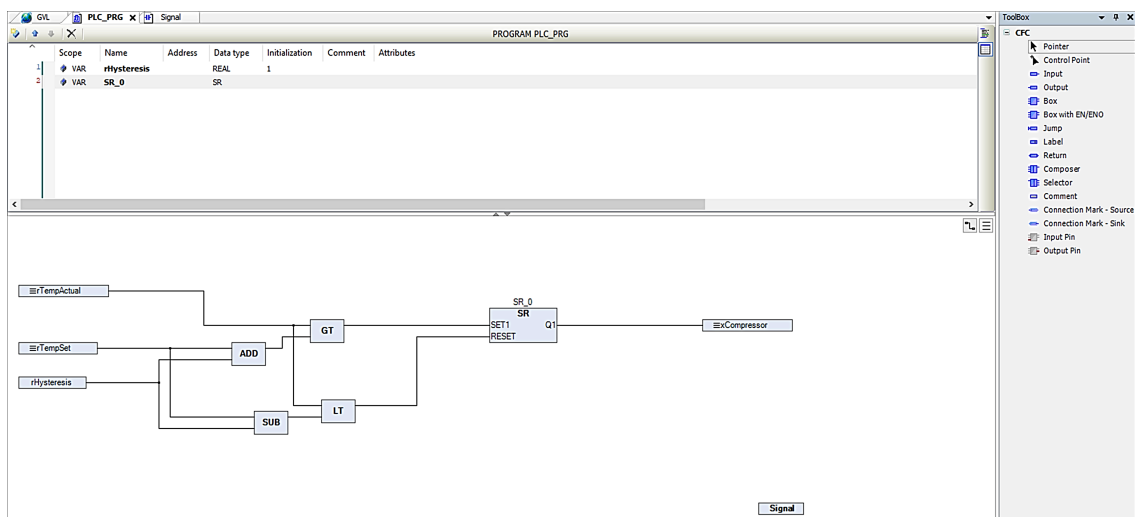 GVL PLC_PRG X Signal
ToolBox
PROGRAM PLC_PRG
CFC
Scope Name Address Data type Initialization Comment Attributes
1 VAR rHysteresis REAL 1
2 VAR SR_0 SR
Pointer
Control Point
Input
Output
Box
Box with EN/ENO
Jump
Label
Return
Composer
Selector
Comment
Connection Mark - Source
Connection Mark - Sink
Input Pin
Output Pin
rTempActual
SR_0
SR
SET1 Q1
RESET
xCompressor
GT
rTempSet
ADD
rHysteresis
LT
SUB
Signal